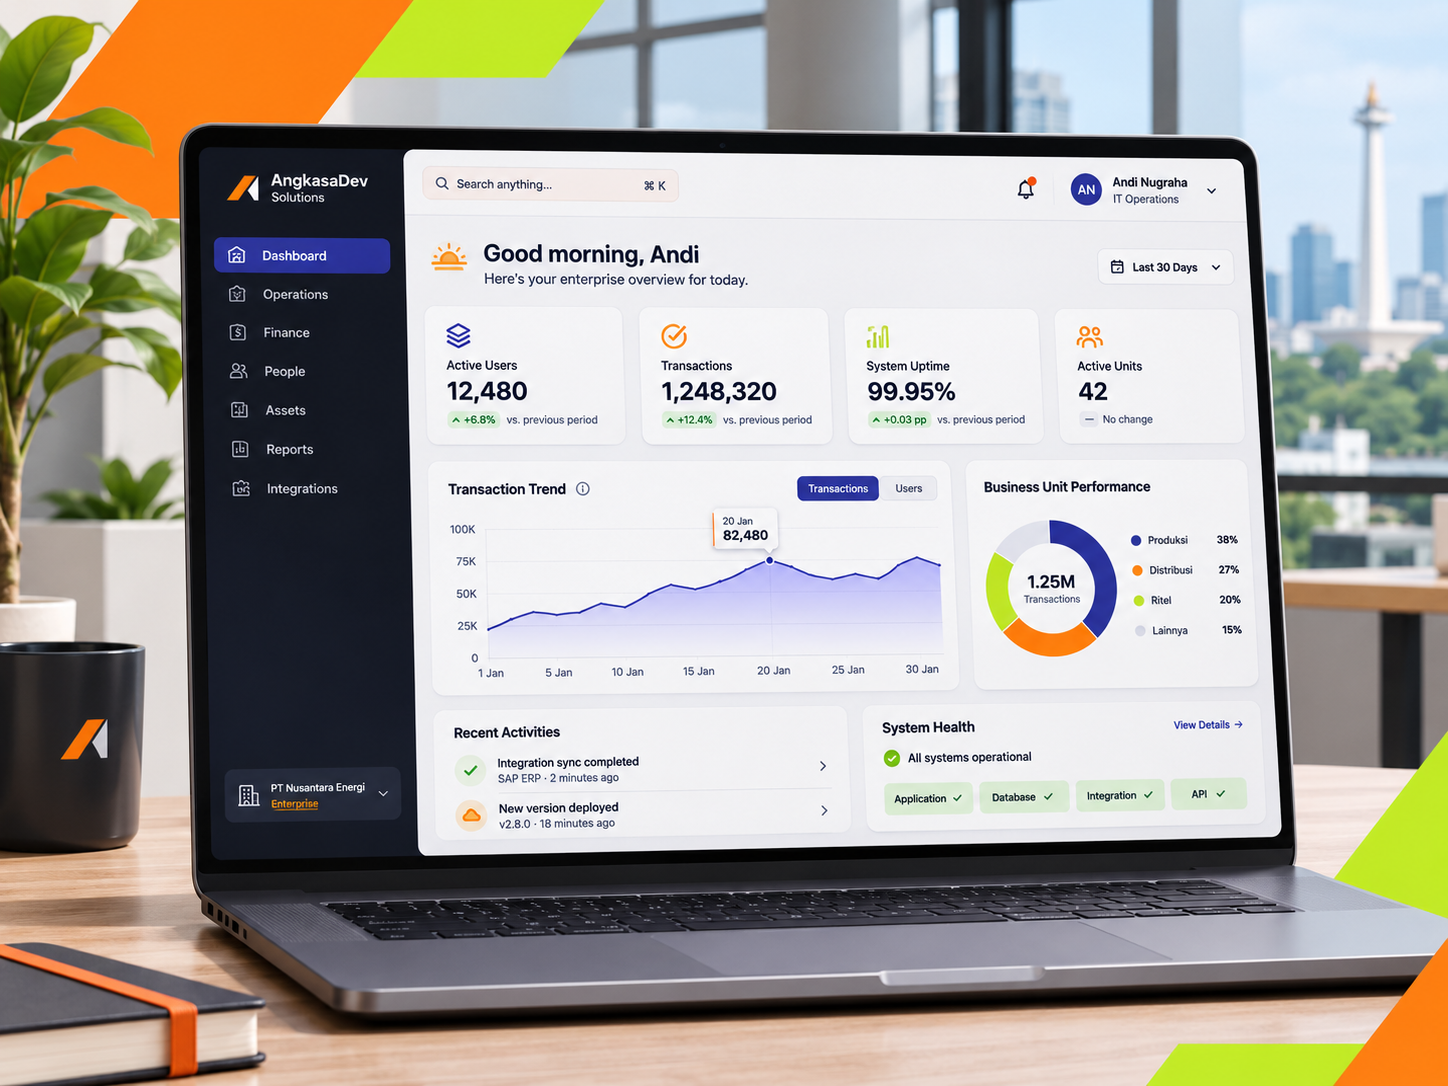 AngkasaDev
Solutions
Dashboard
Operations
Finance
People
Assets
Reports
Integrations
PT Nusantara Energi
Enterprise
Search anything...
⌘ K
AN
Andi Nugraha
IT Operations
Good morning, Andi
Here's your enterprise overview for today.
Last 30 Days
Active Users
12,480
+6.8% vs. previous period
Transactions
1,248,320
+12.4% vs. previous period
System Uptime
99.95%
+0.03 pp vs. previous period
Active Units
42
No change
Transaction Trend
Transactions
Users
20 Jan
82,480
100K
75K
50K
25K
0
1 Jan
5 Jan
10 Jan
15 Jan
20 Jan
25 Jan
30 Jan
Business Unit Performance
1.25M
Transactions
Produksi 38%
Distribusi 27%
Ritel 20%
Lainnya 15%
Recent Activities
Integration sync completed
SAP ERP · 2 minutes ago
New version deployed
v2.8.0 · 18 minutes ago
System Health
View Details →
All systems operational
Application ✓
Database ✓
Integration ✓
API ✓